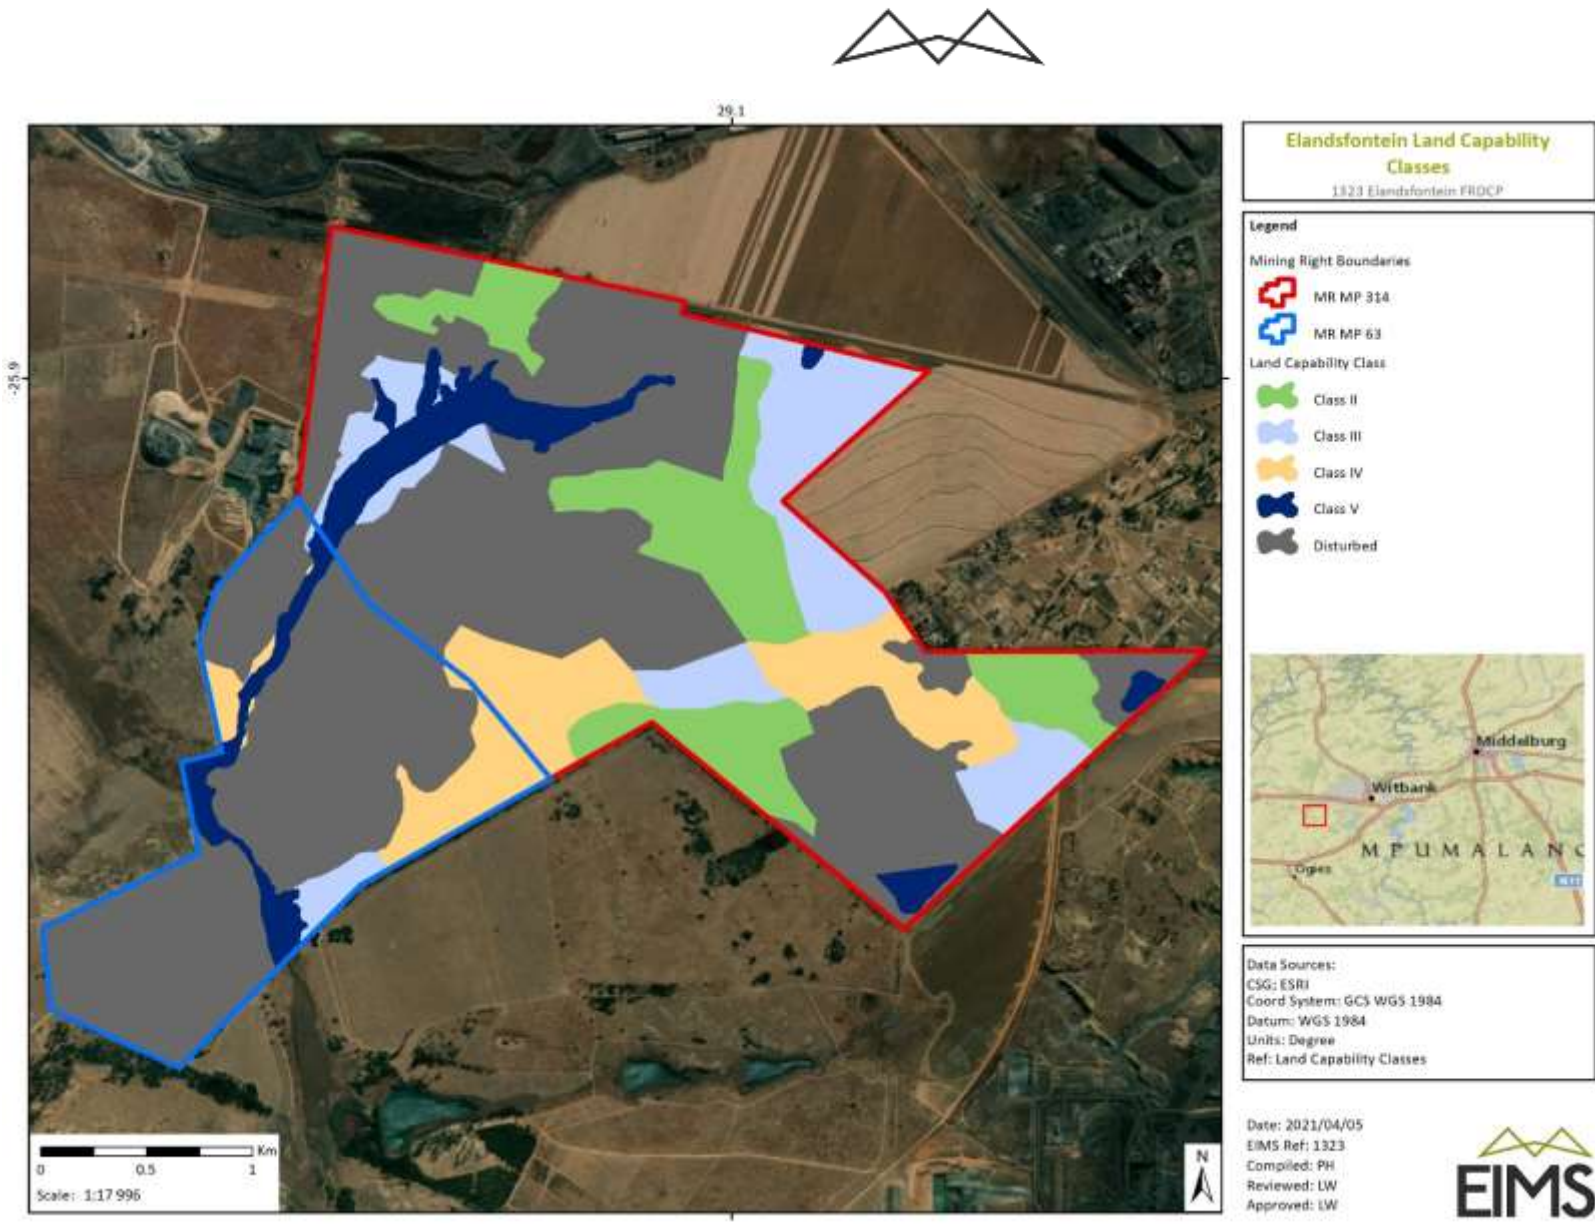 29.1
-25.9
Elandsfontein Land Capability
Classes
1323 Elandsfontein FRDCP
Legend
Mining Right Boundaries
MR MP 314
MR MP 63
Land Capability Class
Class II
Class III
Class IV
Class V
Disturbed
Middelburg
Witbank
MPUMALANG
Ogies
Data Sources:
CSG; ESRI
Coord System: GCS WGS 1984
Datum: WGS 1984
Units: Degree
Ref: Land Capability Classes
Km
0 0.5 1
Scale: 1:17 996
N
Date: 2021/04/05
EIMS Ref: 1323
Compiled: PH
Reviewed: LW
Approved: LW
EIMS